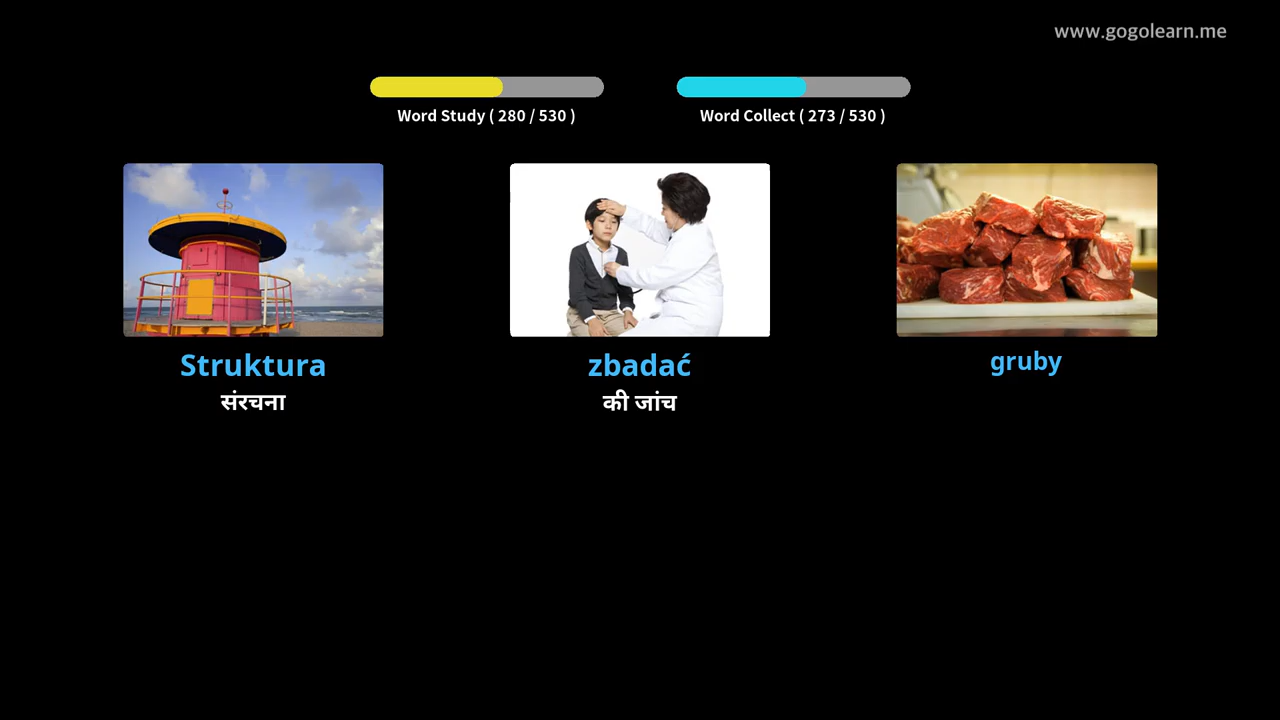 www.gogolearn.me
Word Study ( 280 / 530 )
Word Collect ( 273 / 530 )
Struktura
संरचना
zbadać
की जांच
gruby